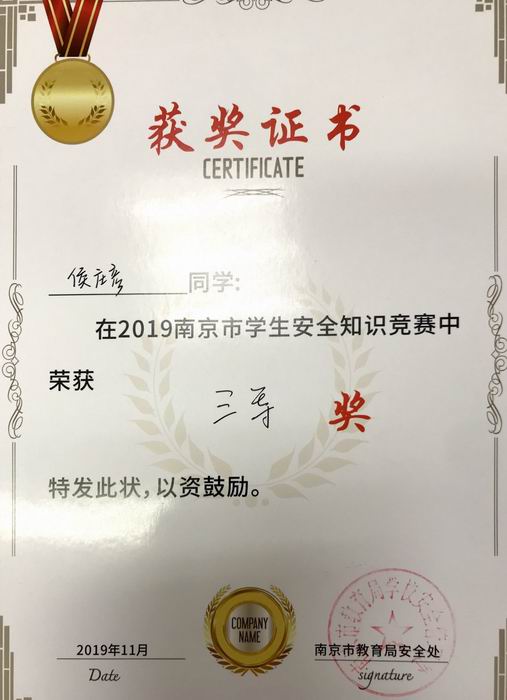 获奖证书
CERTIFICATE
侯庄彦 同学:
在2019南京市学生安全知识竞赛中
荣获
三等 奖
特发此状,以资鼓励。
COMPANY
NAME
2019年11月
Date
南京市教育局安全处
signature